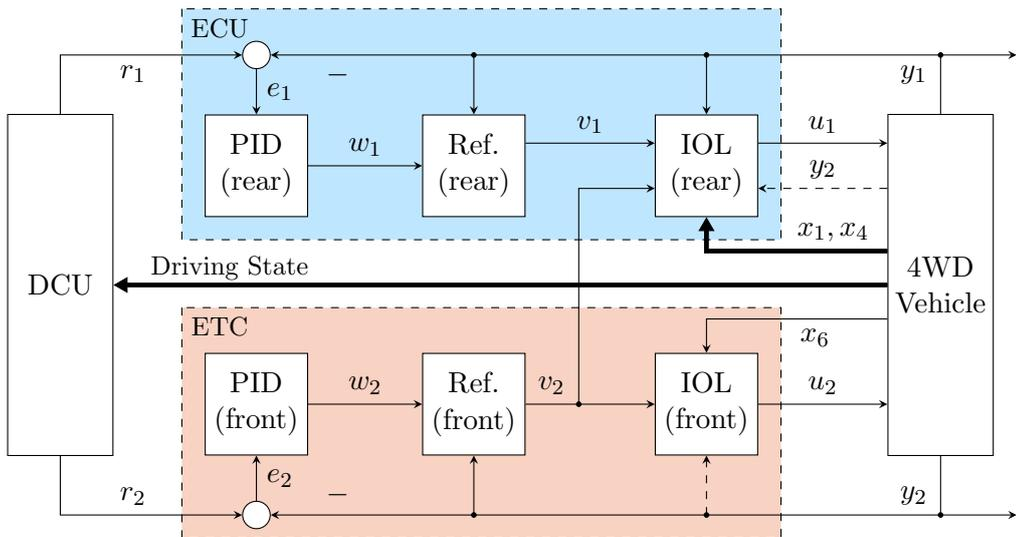 ECU
r₁
−
y₁
e₁
PID
(rear)
w₁
Ref.
(rear)
v₁
IOL
(rear)
u₁
y₂
x₁, x₄
DCU
Driving State
4WD
Vehicle
ETC
x₆
PID
(front)
w₂
Ref.
(front)
v₂
IOL
(front)
u₂
e₂
r₂
−
y₂